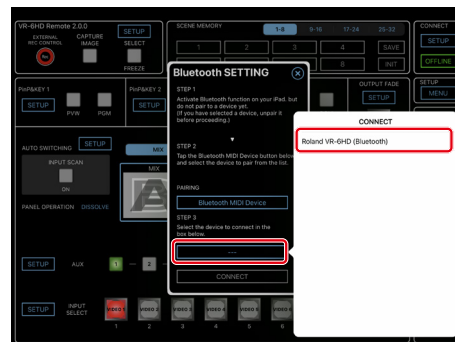 VR-6HD Remote 2.0.0
SETUP
SCENE MEMORY
1-8
9-16
17-24
25-32
CONNECT
EXTERNAL
REC CONTROL
CAPTURE
IMAGE
SELECT
FREEZE
1
2
3
4
SAVE
SETUP
8
INIT
OFFLINE
Bluetooth SETTING
STEP 1
Activate Bluetooth function on your iPad, but
do not pair to a device yet.
(If you have selected a device, unpair it
before proceeding.)
PinP&KEY 1
PinP&KEY 2
OUTPUT FADE
SETUP
SETUP
MENU
SETUP
PVW
PGM
SETUP
CONNECT
Roland VR-6HD (Bluetooth)
▼
STEP 2
Tap the Bluetooth MIDI Device button below
and select the device to pair from the list.
AUTO SWITCHING
SETUP
MIX
INPUT SCAN
ON
MIX
A
PANEL OPERATION
DISSOLVE
PAIRING
Bluetooth MIDI Device
STEP 3
Select the device to connect in the
box below.
----
CONNECT
SETUP
AUX
1
2
SETUP
INPUT
SELECT
VIDEO 1
VIDEO 2
VIDEO 3
VIDEO 4
VIDEO 5
VIDEO 6
1
2
3
4
5
6